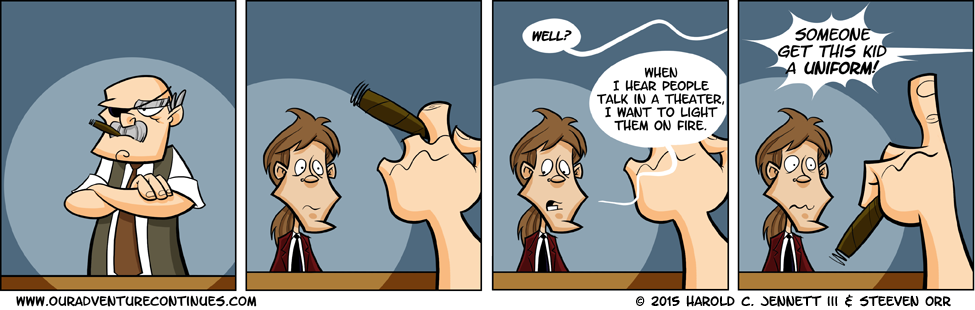 WELL?
WHEN
I HEAR PEOPLE
TALK IN A THEATER,
I WANT TO LIGHT
THEM ON FIRE.
SOMEONE
GET THIS KID
A UNIFORM!
WWW.OURADVENTURECONTINUES.COM
© 2015 HAROLD C. JENNETT III & STEEVEN ORR